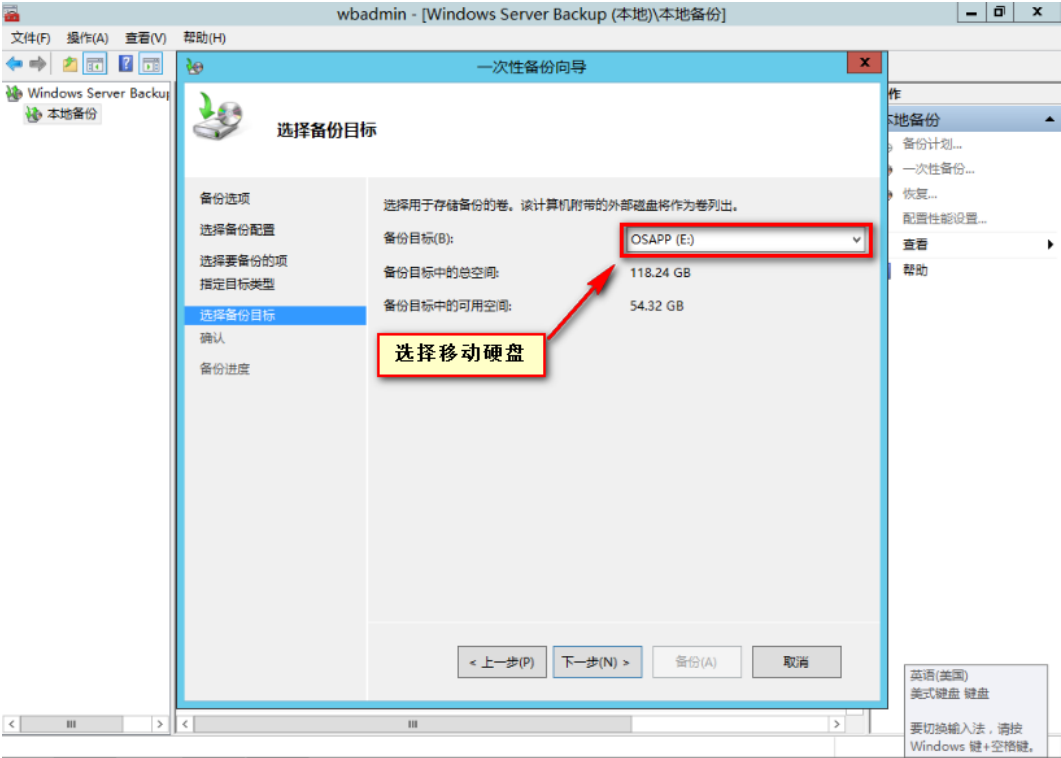 wbadmin - [Windows Server Backup (本地)\本地备份]
文件(F) 操作(A) 查看(V) 帮助(H)
Windows Server Backup
本地备份
一次性备份向导
选择备份目标
备份选项
选择备份配置
选择要备份的项
指定目标类型
选择备份目标
确认
备份进度
选择用于存储备份的卷。该计算机附带的外部磁盘将作为卷列出。
备份目标(B):
OSAPP (E:)
备份目标中的总空间:
118.24 GB
备份目标中的可用空间:
54.32 GB
选择移动硬盘
< 上一步(P)
下一步(N) >
备份(A)
取消
作
本地备份
备份计划...
一次性备份...
恢复...
配置性能设置...
查看
帮助
英语(美国)
美式键盘 键盘
要切换输入法，请按
Windows 键+空格键。